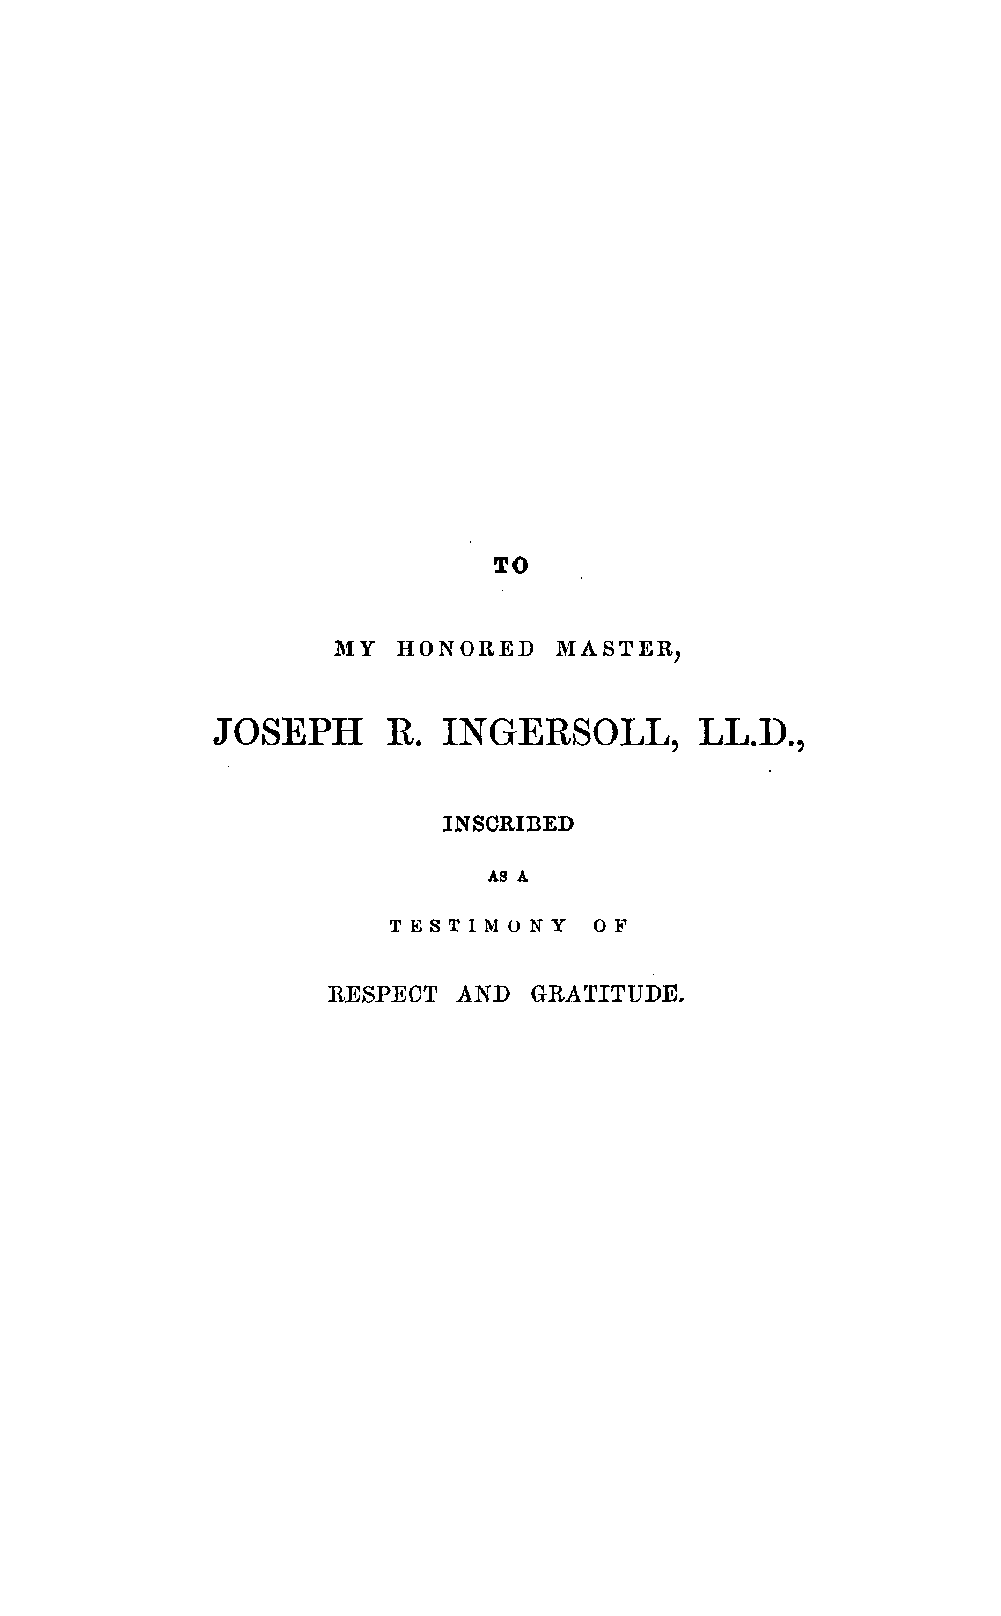 TO
MY HONORED MASTER,
JOSEPH R. INGERSOLL, LL.D.,
INSCRIBED
AS A
TESTIMONY OF
RESPECT AND GRATITUDE.